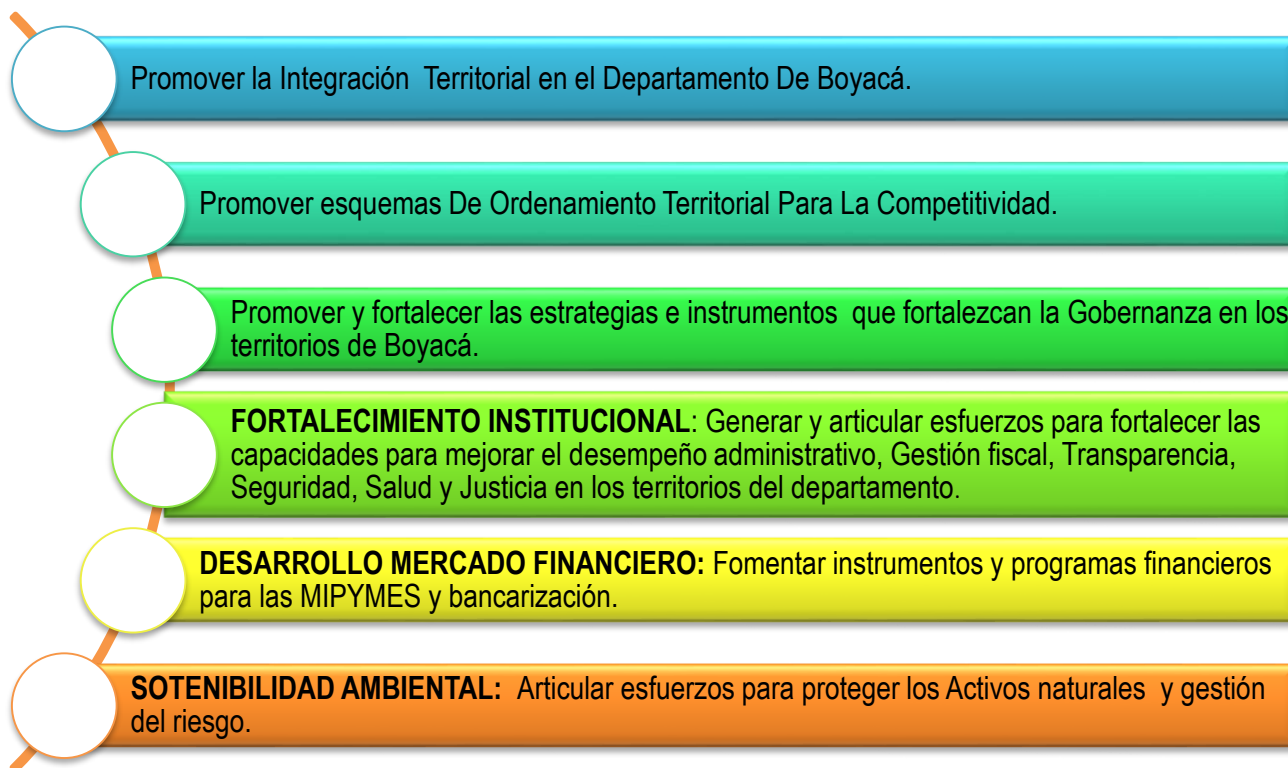 Promover la Integración  Territorial en el Departamento De Boyacá.
Promover esquemas De Ordenamiento Territorial Para La Competitividad.
Promover y fortalecer las estrategias e instrumentos  que fortalezcan la Gobernanza en los
territorios de Boyacá.
FORTALECIMIENTO INSTITUCIONAL: Generar y articular esfuerzos para fortalecer las
capacidades para mejorar el desempeño administrativo, Gestión fiscal, Transparencia,
Seguridad, Salud y Justicia en los territorios del departamento.
DESARROLLO MERCADO FINANCIERO: Fomentar instrumentos y programas financieros
para las MIPYMES y bancarización.
SOTENIBILIDAD AMBIENTAL:  Articular esfuerzos para proteger los Activos naturales  y gestión
del riesgo.